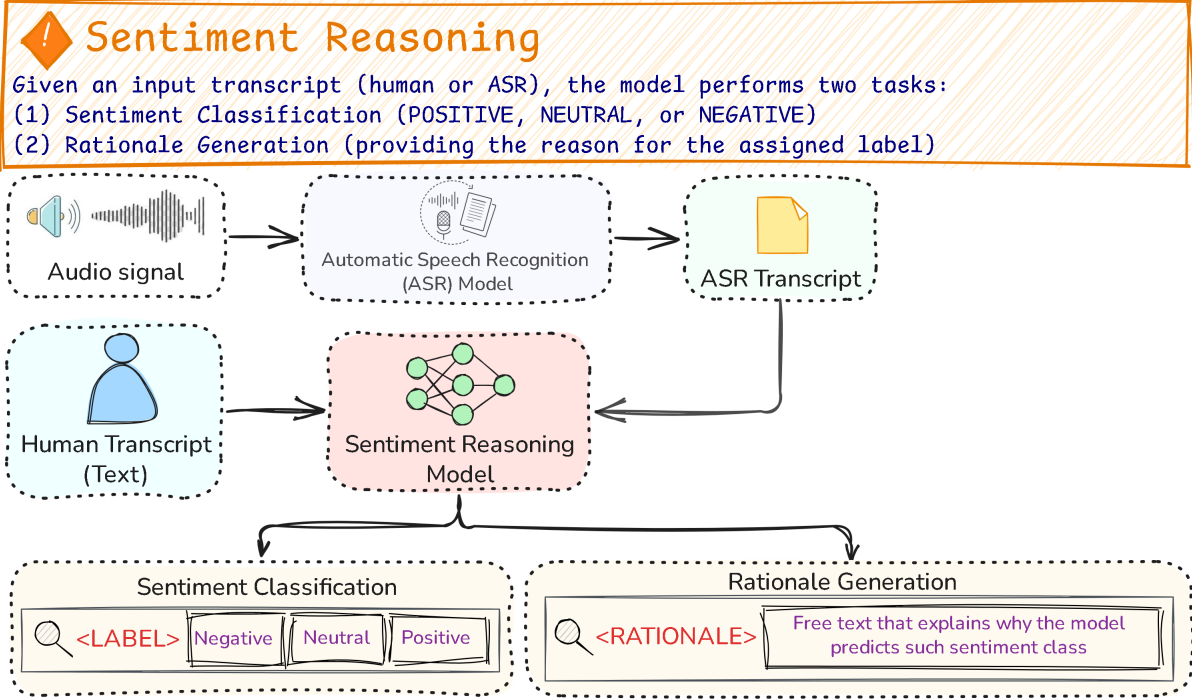 !
Sentiment Reasoning
Given an input transcript (human or ASR), the model performs two tasks:
(1) Sentiment Classification (POSITIVE, NEUTRAL, or NEGATIVE)
(2) Rationale Generation (providing the reason for the assigned label)
Audio signal
Automatic Speech Recognition
(ASR) Model
ASR Transcript
Human Transcript
(Text)
Sentiment Reasoning
Model
Sentiment Classification
<LABEL> Negative Neutral Positive
Rationale Generation
<RATIONALE>
Free text that explains why the model
predicts such sentiment class